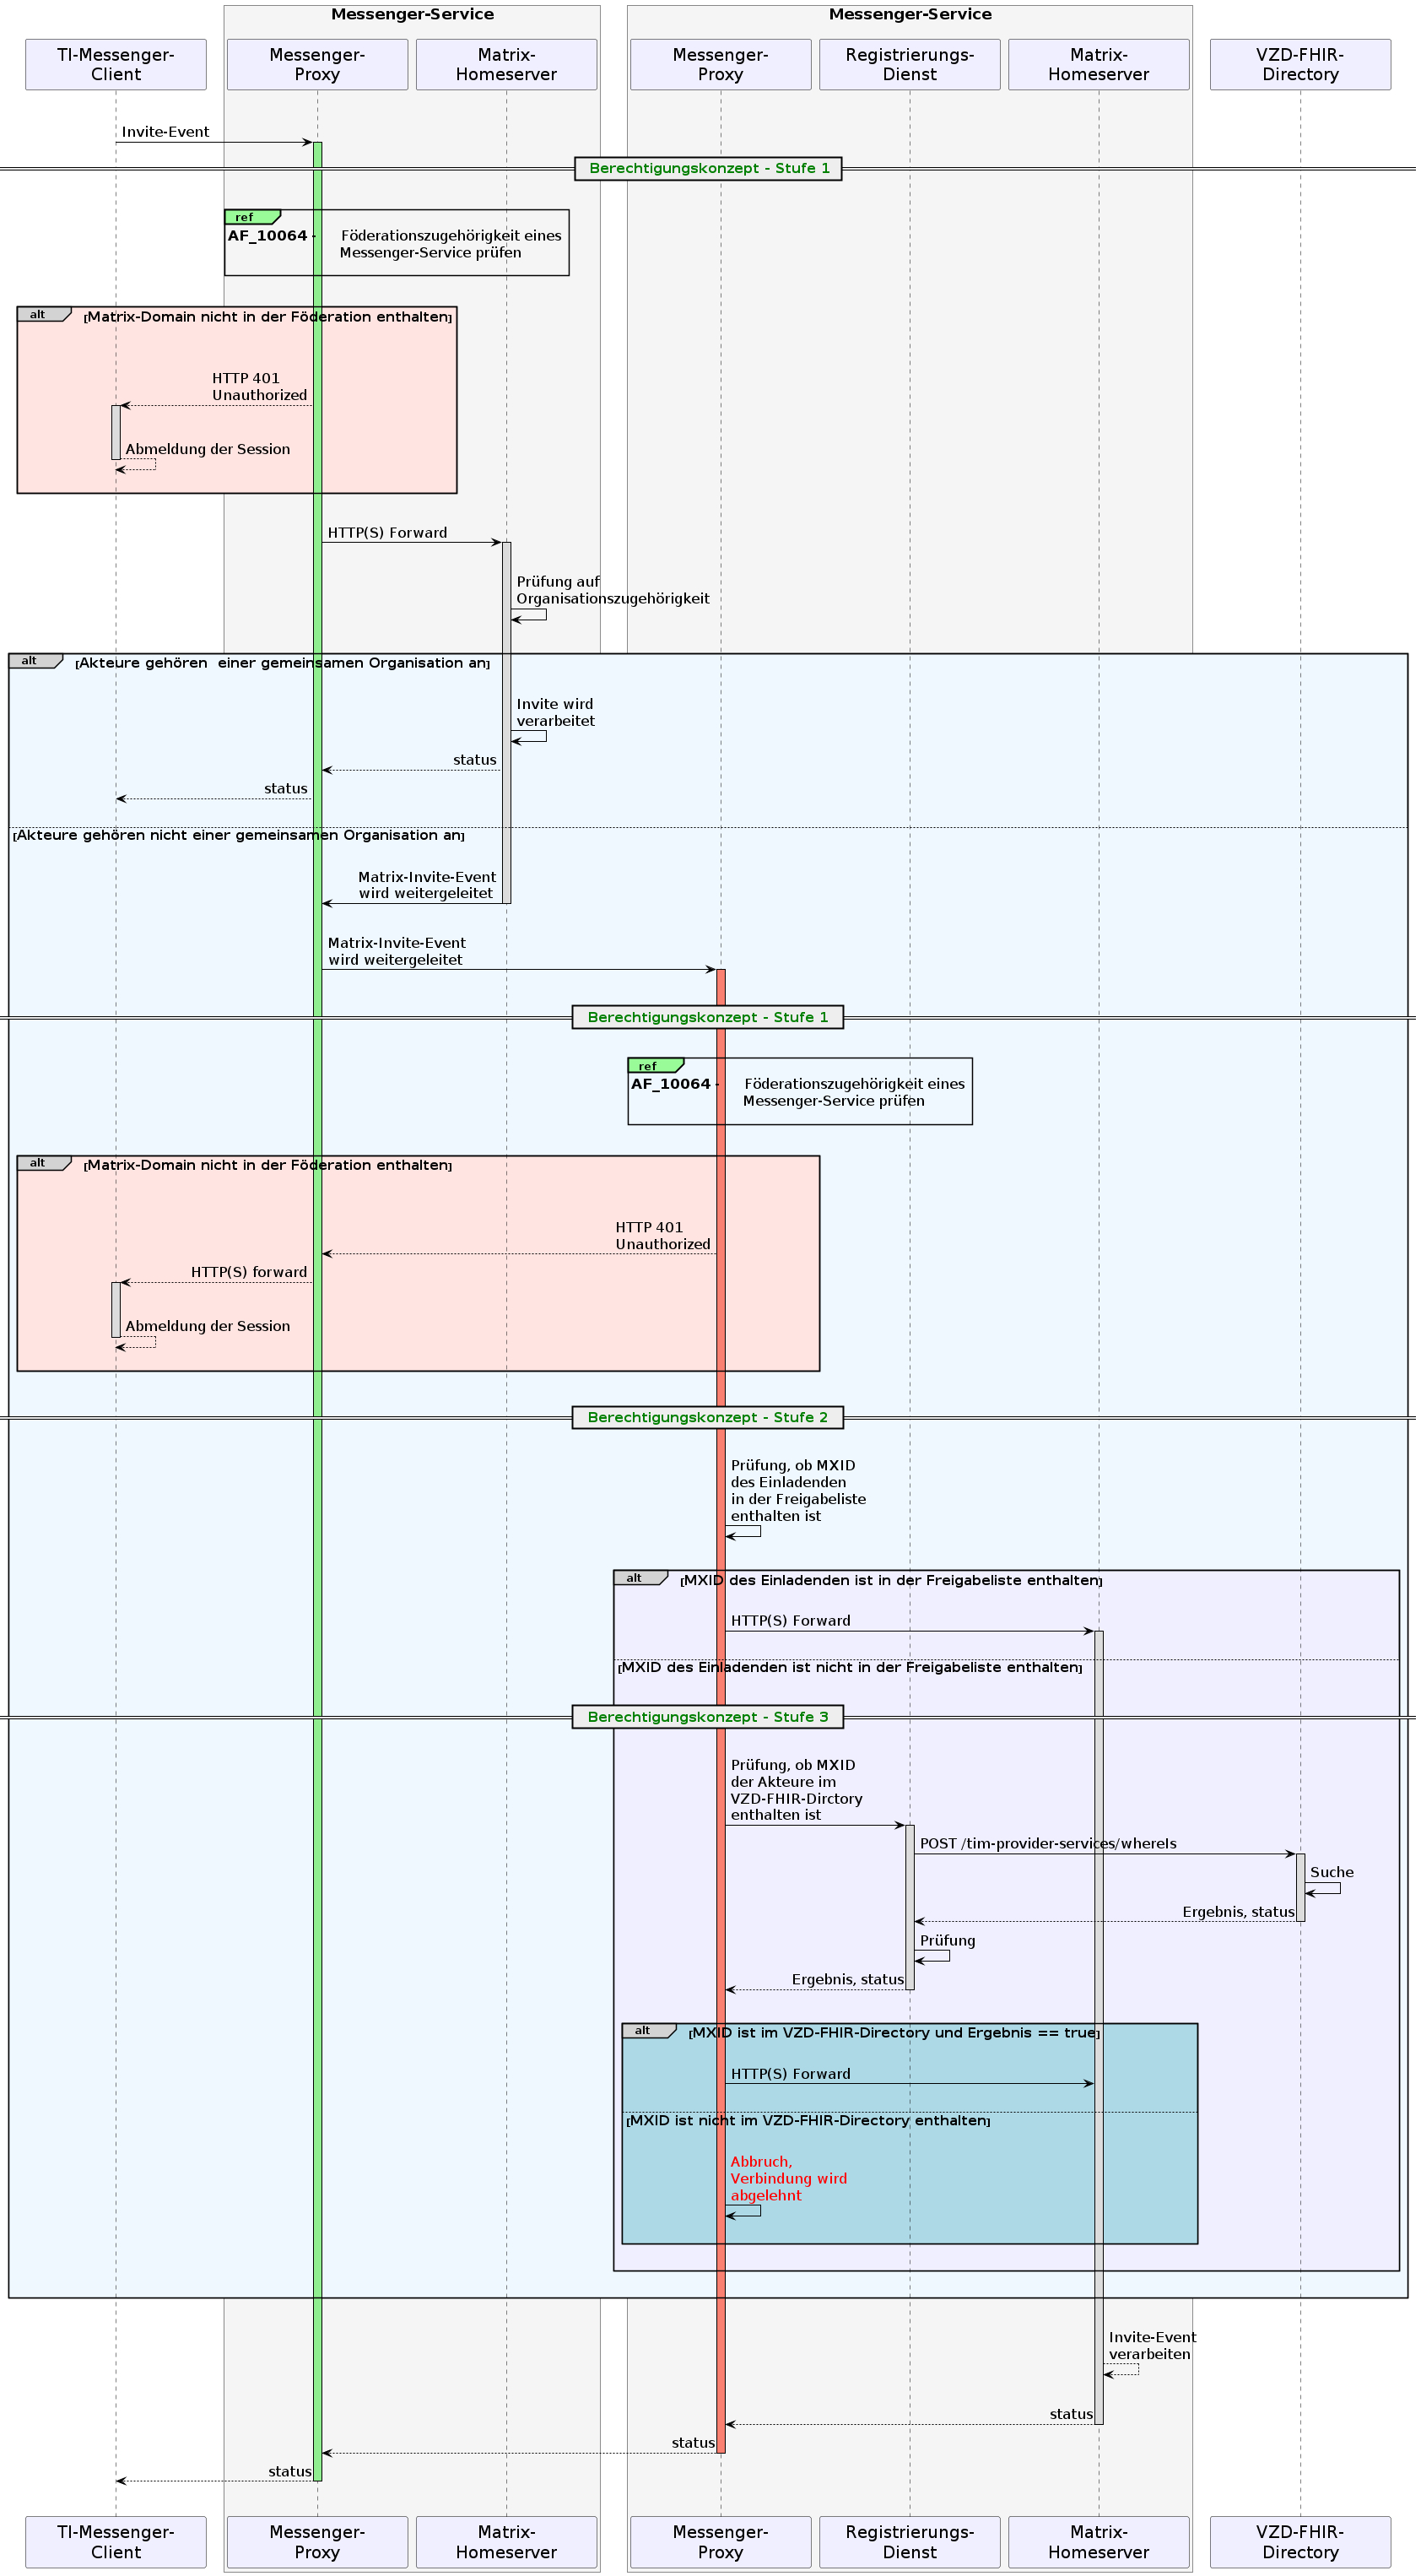 Messenger-Service
Messenger-Service
TI-Messenger-
Client
Messenger-
Proxy
Matrix-
Homeserver
Messenger-
Proxy
Registrierungs-
Dienst
Matrix-
Homeserver
VZD-FHIR-
Directory
Invite-Event
Berechtigungskonzept - Stufe 1
ref
AF_10064 - Föderationszugehörigkeit eines
Messenger-Service prüfen
alt [Matrix-Domain nicht in der Föderation enthalten]
HTTP 401
Unauthorized
Abmeldung der Session
HTTP(S) Forward
Prüfung auf
Organisationszugehörigkeit
alt [Akteure gehören  einer gemeinsamen Organisation an]
Invite wird
verarbeitet
status
status
[Akteure gehören nicht einer gemeinsamen Organisation an]
Matrix-Invite-Event
wird weitergeleitet
Matrix-Invite-Event
wird weitergeleitet
Berechtigungskonzept - Stufe 1
ref
AF_10064 - Föderationszugehörigkeit eines
Messenger-Service prüfen
alt [Matrix-Domain nicht in der Föderation enthalten]
HTTP 401
Unauthorized
HTTP(S) forward
Abmeldung der Session
Berechtigungskonzept - Stufe 2
Prüfung, ob MXID
des Einladenden
in der Freigabeliste
enthalten ist
alt [MXID des Einladenden ist in der Freigabeliste enthalten]
HTTP(S) Forward
[MXID des Einladenden ist nicht in der Freigabeliste enthalten]
Berechtigungskonzept - Stufe 3
Prüfung, ob MXID
der Akteure im
VZD-FHIR-Dirctory
enthalten ist
POST /tim-provider-services/whereIs
Suche
Ergebnis, status
Prüfung
Ergebnis, status
alt [MXID ist im VZD-FHIR-Directory und Ergebnis == true]
HTTP(S) Forward
[MXID ist nicht im VZD-FHIR-Directory enthalten]
Abbruch,
Verbindung wird
abgelehnt
Invite-Event
verarbeiten
status
status
status
TI-Messenger-
Client
Messenger-
Proxy
Matrix-
Homeserver
Messenger-
Proxy
Registrierungs-
Dienst
Matrix-
Homeserver
VZD-FHIR-
Directory